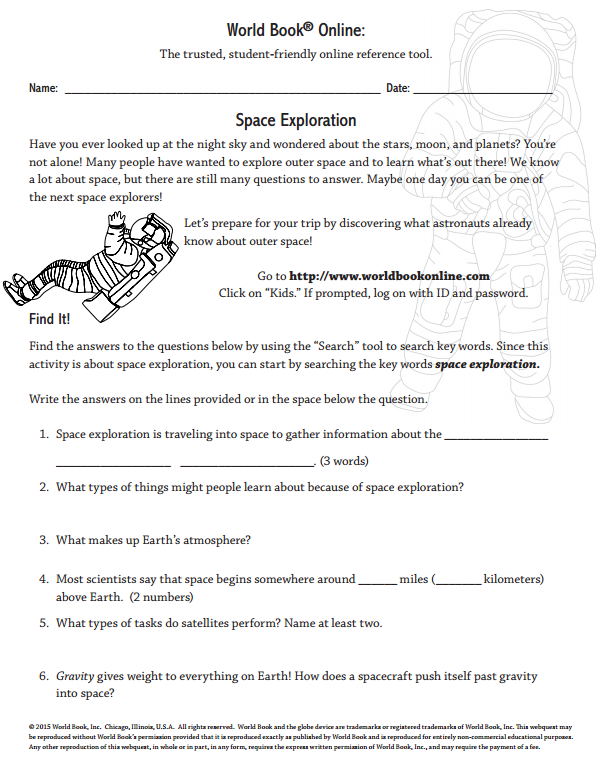 World Book® Online:
The trusted, student-friendly online reference tool.
Name: ______________________________________________ Date: ____________________
Space Exploration
Have you ever looked up at the night sky and wondered about the stars, moon, and planets? You're
not alone! Many people have wanted to explore outer space and to learn what's out there! We know
a lot about space, but there are still many questions to answer. Maybe one day you can be one of
the next space explorers!
Let's prepare for your trip by discovering what astronauts already
know about outer space!
Go to http://www.worldbookonline.com
Click on "Kids." If prompted, log on with ID and password.
Find It!
Find the answers to the questions below by using the "Search" tool to search key words. Since this
activity is about space exploration, you can start by searching the key words space exploration.
Write the answers on the lines provided or in the space below the question.
1. Space exploration is traveling into space to gather information about the ________________
__________________ _____________________. (3 words)
2. What types of things might people learn about because of space exploration?
3. What makes up Earth's atmosphere?
4. Most scientists say that space begins somewhere around ______ miles (_______ kilometers)
above Earth. (2 numbers)
5. What types of tasks do satellites perform? Name at least two.
6. Gravity gives weight to everything on Earth! How does a spacecraft push itself past gravity
into space?
© 2015 World Book, Inc. Chicago, Illinois, U.S.A. All rights reserved. World Book and the globe device are trademarks or registered trademarks of World Book, Inc. This webquest may
be reproduced without World Book's permission provided that it is reproduced exactly as published by World Book and is reproduced for entirely non-commercial educational purposes.
Any other reproduction of this webquest, in whole or in part, in any form, requires the express written permission of World Book, Inc., and may require the payment of a fee.